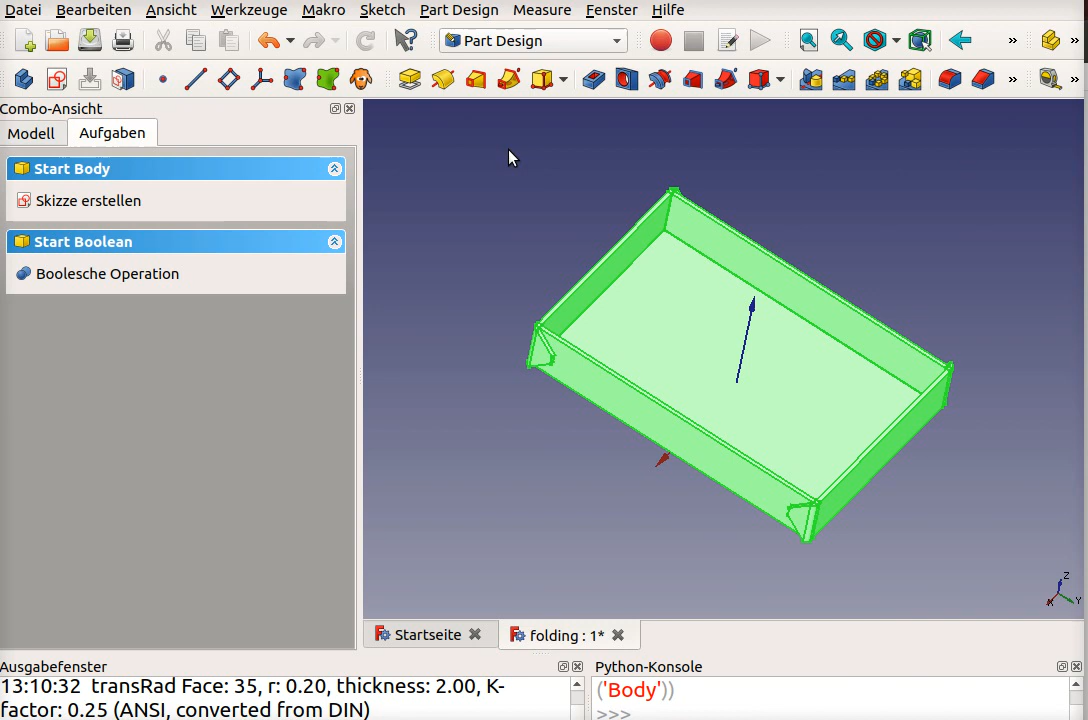 Datei Bearbeiten Ansicht Werkzeuge Makro Sketch Part Design Measure Fenster Hilfe
Part Design
» »
» »
Combo-Ansicht
Modell Aufgaben
Start Body
Skizze erstellen
Start Boolean
Boolesche Operation
Z
X Y
Startseite folding : 1*
Ausgabefenster Python-Konsole
13:10:32 transRad Face: 35, r: 0.20, thickness: 2.00, K-
factor: 0.25 (ANSI, converted from DIN)
('Body'))
>>>